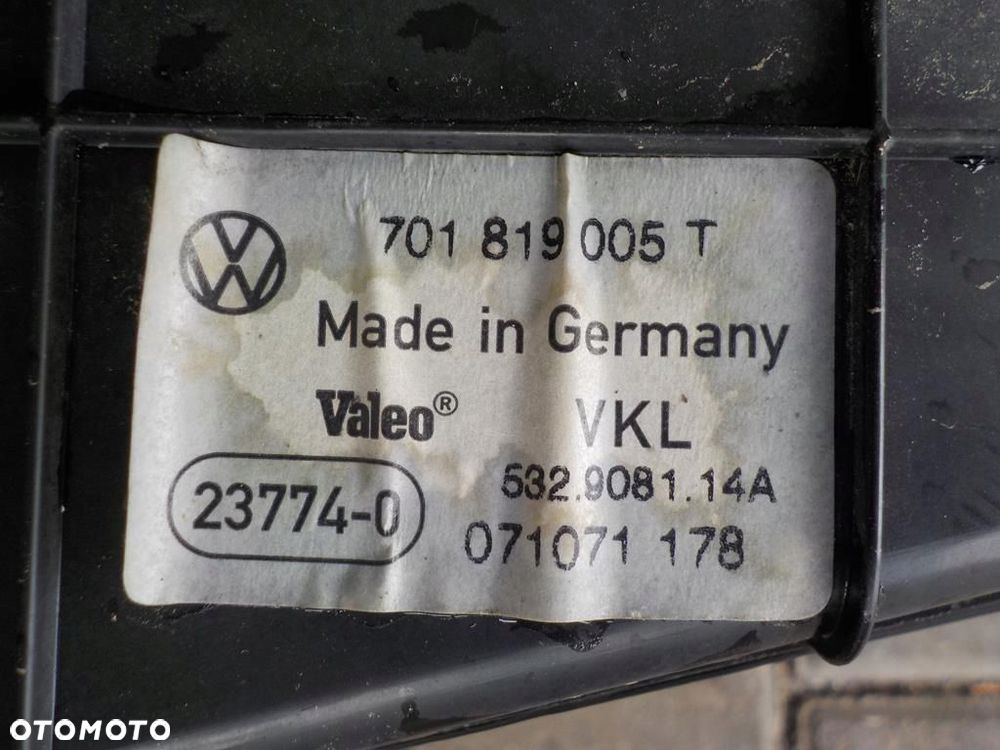 701 819 005 T
Made in Germany
Valeo® VKL
532.9081.14A
23774-0
071071 178
OTOMOTO